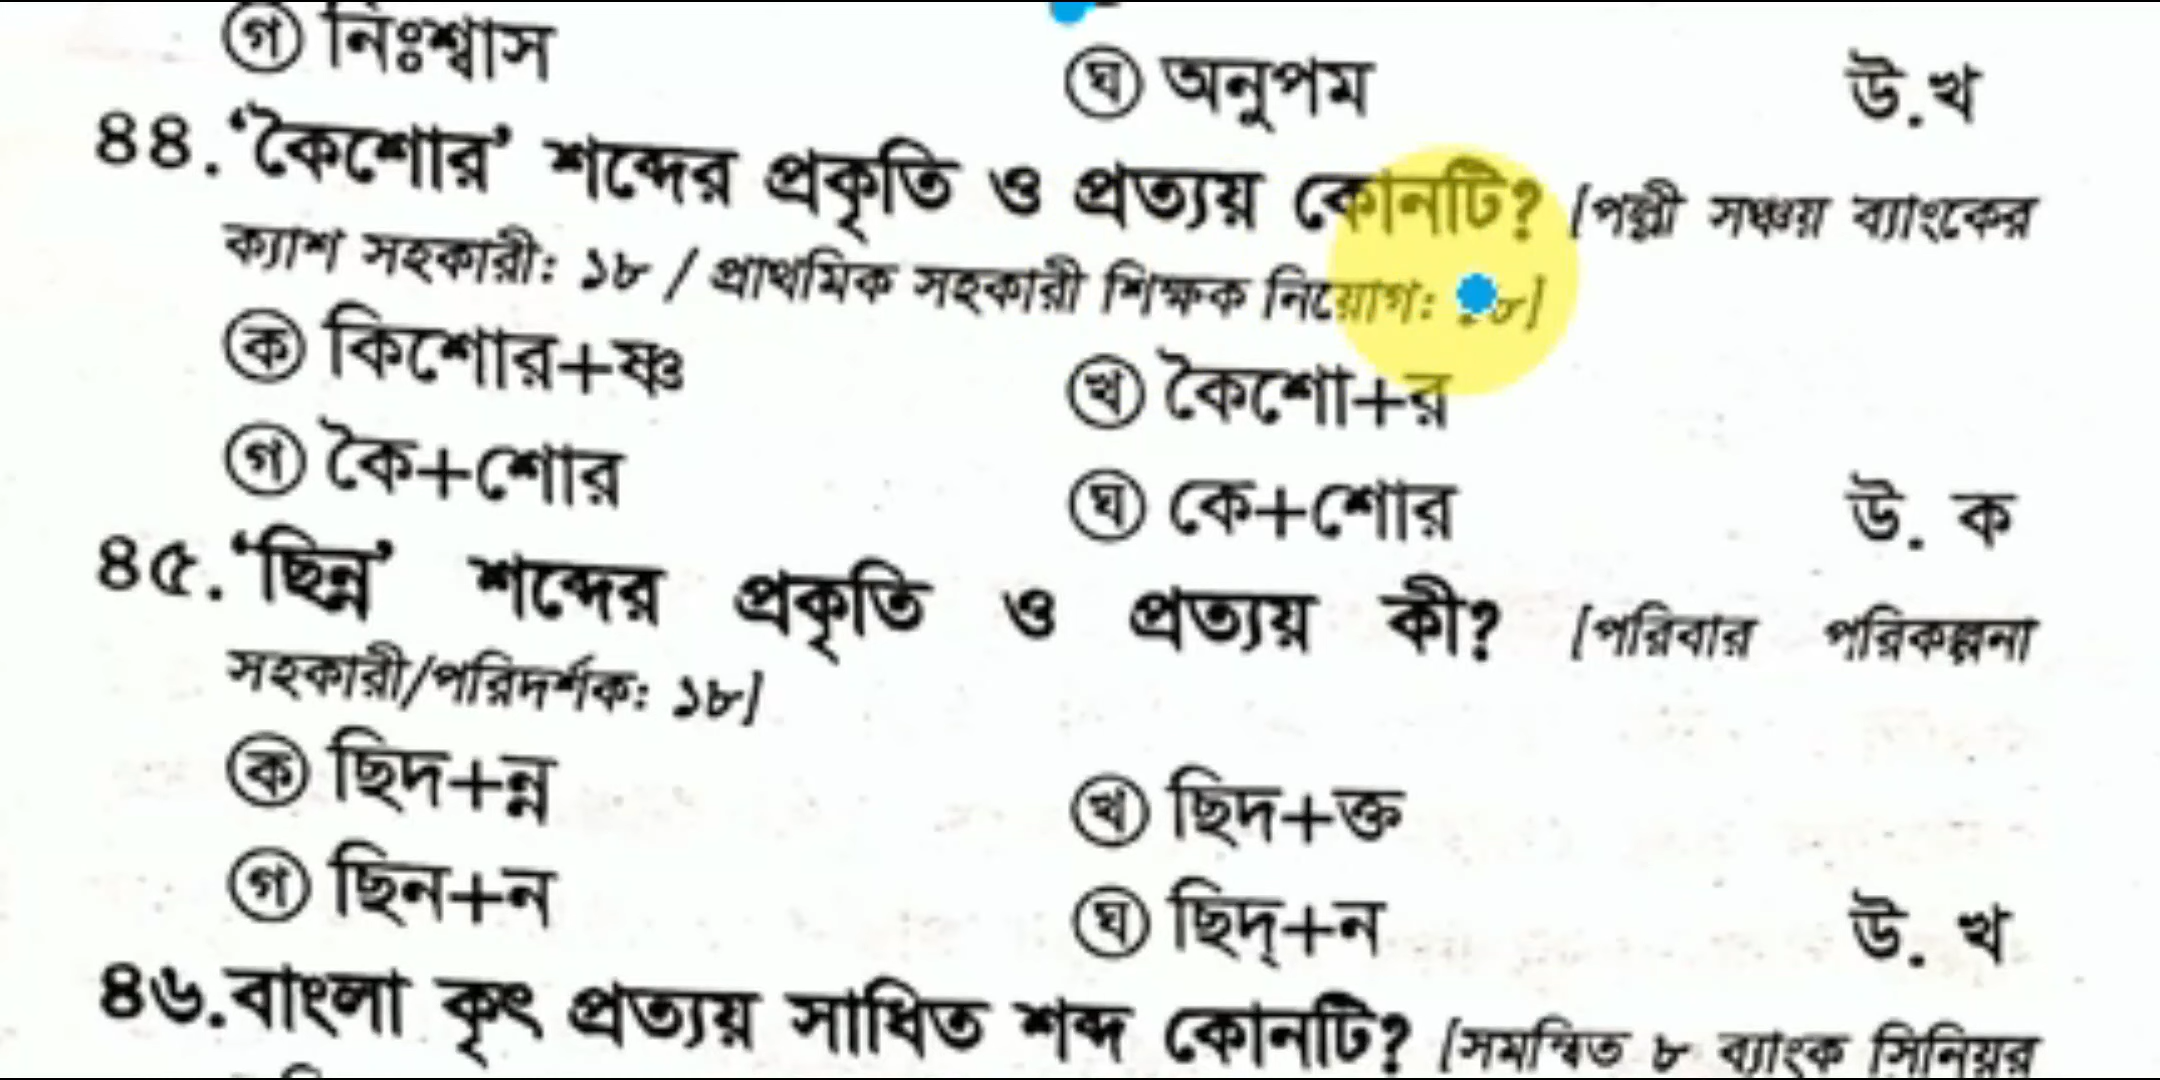 গ নিঃশ্বাস
ঘ অনুপম উ.খ
৪৪. ‘কৈশোর’ শব্দের প্রকৃতি ও প্রত্যয় কোনটি? [পল্লী সঞ্চয় ব্যাংকের
ক্যাশ সহকারী: ১৮ / প্রাথমিক সহকারী শিক্ষক নিয়োগ:
ক কিশোর+ষ্ণ খ কৈশো+র
গ কৈ+শোর ঘ কে+শোর উ. ক
৪৫. ‘ছিন্ন’ শব্দের প্রকৃতি ও প্রত্যয় কী? [পরিবার পরিকল্পনা
সহকারী/পরিদর্শক: ১৮]
ক ছিদ+ন্ন খ ছিদ+ক্ত
গ ছিন+ন ঘ ছিদ্+ন উ. খ
৪৬.বাংলা কৃৎ প্রত্যয় সাধিত শব্দ কোনটি? [সমন্বিত ৮ ব্যাংক সিনিয়র